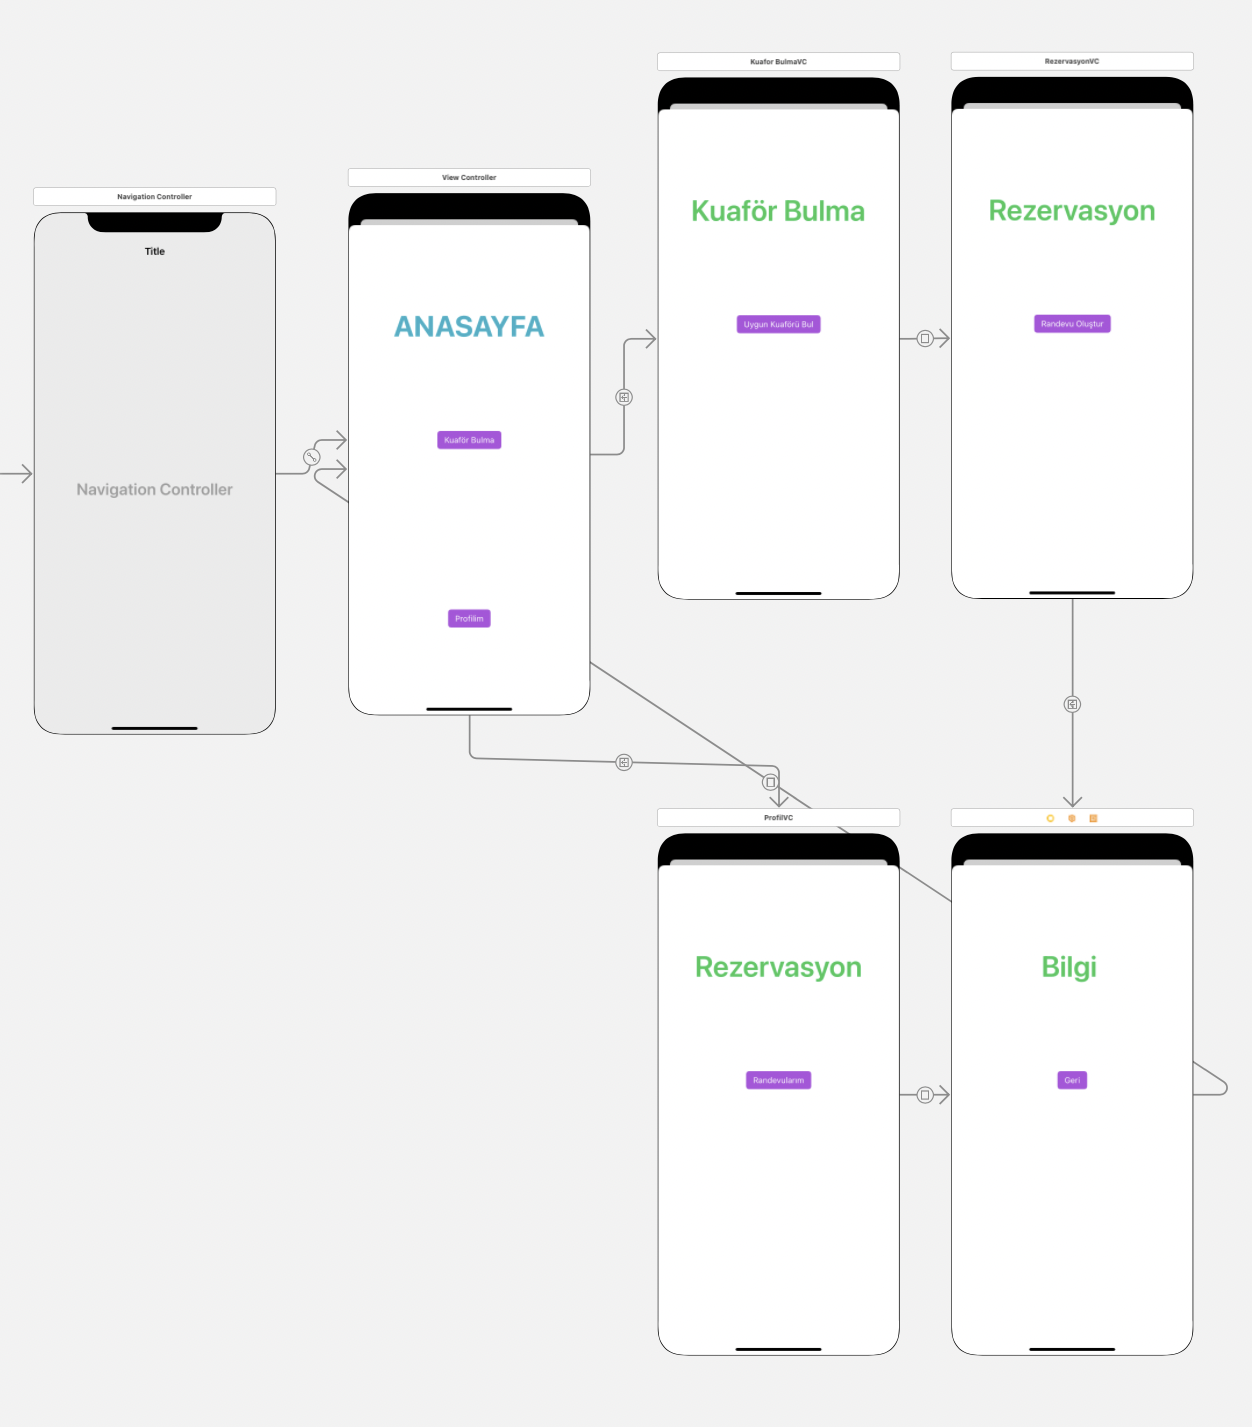 Navigation Controller
Title
Navigation Controller
View Controller
ANASAYFA
Kuaför Bulma
Profilim
Kuafor BulmaVC
Kuaför Bulma
Uygun Kuaförü Bul
RezervasyonVC
Rezervasyon
Randevu Oluştur
ProfilVC
Rezervasyon
Randevularım
Bilgi
Geri